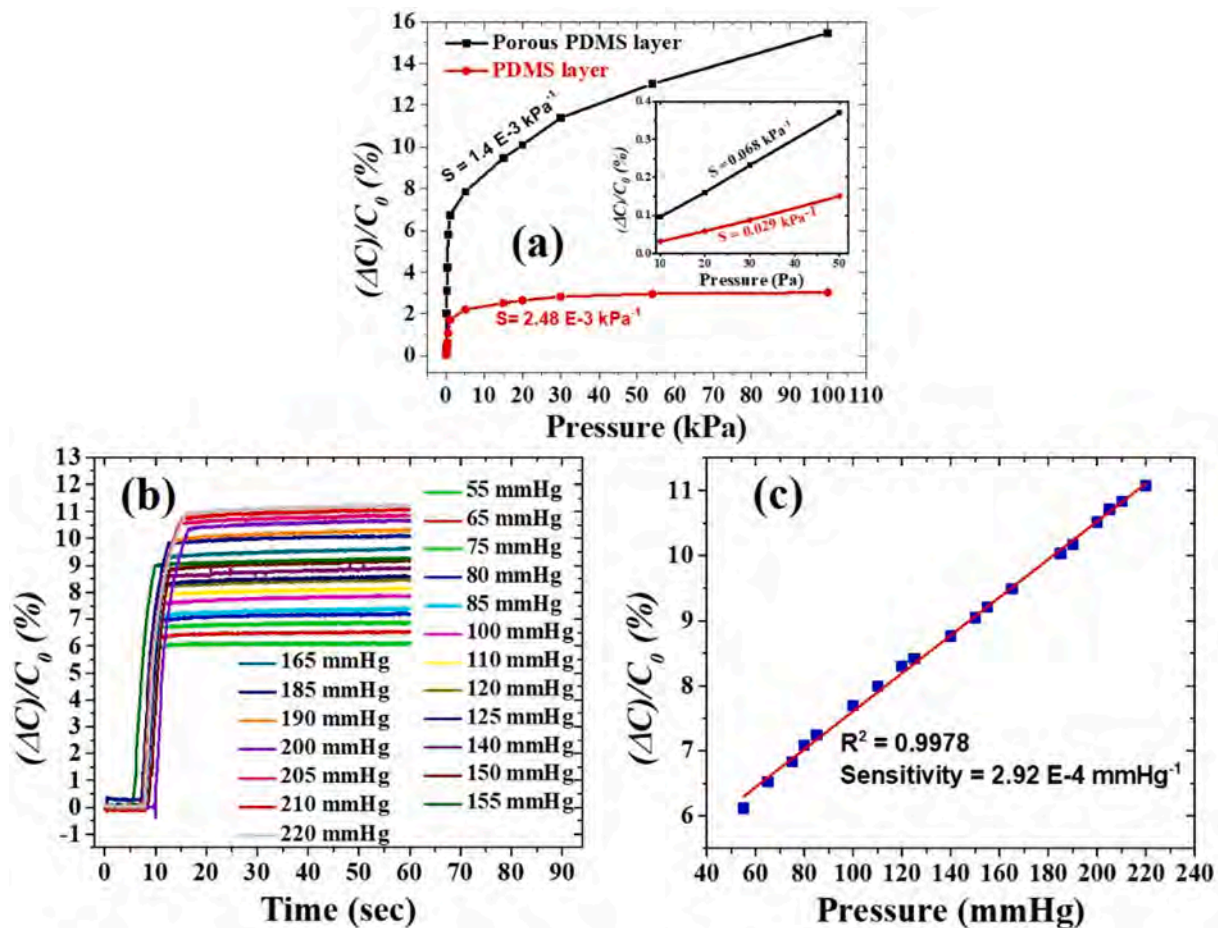 16
14
12
10
8
6
4
2
0
(ΔC)/C₀ (%)
Porous PDMS layer
PDMS layer
S = 1.4 E-3 kPa⁻¹
(a)
S= 2.48 E-3 kPa⁻¹
0 10 20 30 40 50 60 70 80 90 100 110
Pressure (kPa)
0.4
0.3
0.2
0.1
0.0
(ΔC)/C₀ (%)
S = 0.068 kPa⁻¹
S = 0.029 kPa⁻¹
10 20 30 40 50
Pressure (Pa)
13
12
11
10
9
8
7
6
5
4
3
2
1
0
-1
(ΔC)/C₀ (%)
(b)
55 mmHg
65 mmHg
75 mmHg
80 mmHg
85 mmHg
100 mmHg
110 mmHg
120 mmHg
125 mmHg
140 mmHg
150 mmHg
155 mmHg
165 mmHg
185 mmHg
190 mmHg
200 mmHg
205 mmHg
210 mmHg
220 mmHg
0 10 20 30 40 50 60 70 80 90
Time (sec)
11
10
9
8
7
6
(ΔC)/C₀ (%)
(c)
R² = 0.9978
Sensitivity = 2.92 E-4 mmHg⁻¹
40 60 80 100 120 140 160 180 200 220 240
Pressure (mmHg)